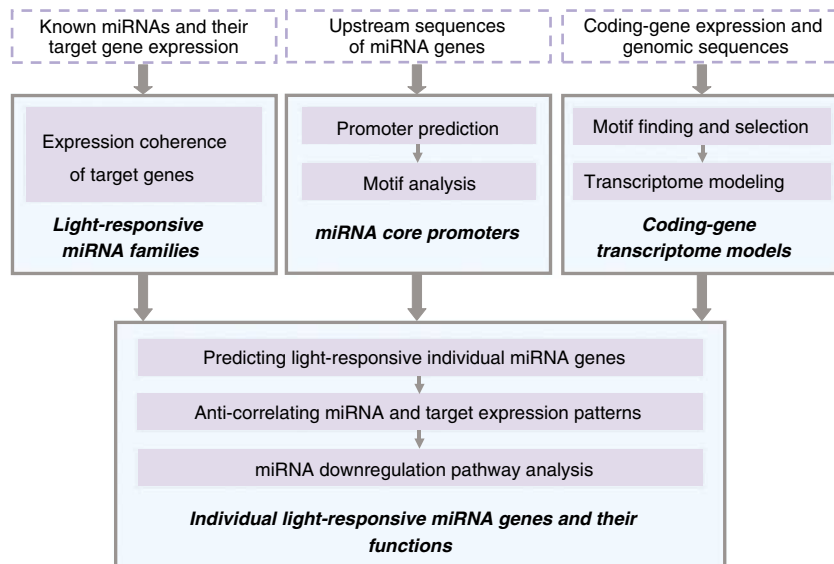 Known miRNAs and their
target gene expression
Upstream sequences
of miRNA genes
Coding-gene expression and
genomic sequences
Expression coherence
of target genes
Light-responsive
miRNA families
Promoter prediction
Motif analysis
miRNA core promoters
Motif finding and selection
Transcriptome modeling
Coding-gene
transcriptome models
Predicting light-responsive individual miRNA genes
Anti-correlating miRNA and target expression patterns
miRNA downregulation pathway analysis
Individual light-responsive miRNA genes and their
functions